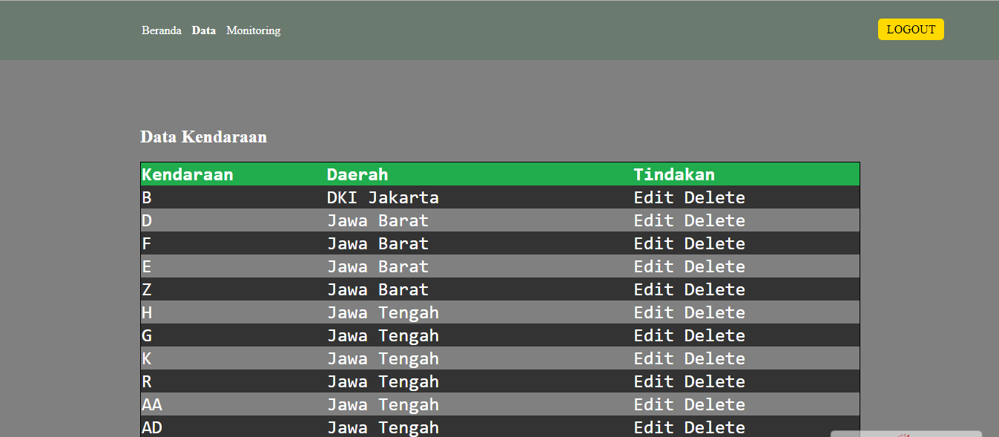 Beranda Data Monitoring LOGOUT
Data Kendaraan
Kendaraan Daerah Tindakan
B DKI Jakarta Edit Delete
D Jawa Barat Edit Delete
F Jawa Barat Edit Delete
E Jawa Barat Edit Delete
Z Jawa Barat Edit Delete
H Jawa Tengah Edit Delete
G Jawa Tengah Edit Delete
K Jawa Tengah Edit Delete
R Jawa Tengah Edit Delete
AA Jawa Tengah Edit Delete
AD Jawa Tengah Edit Delete